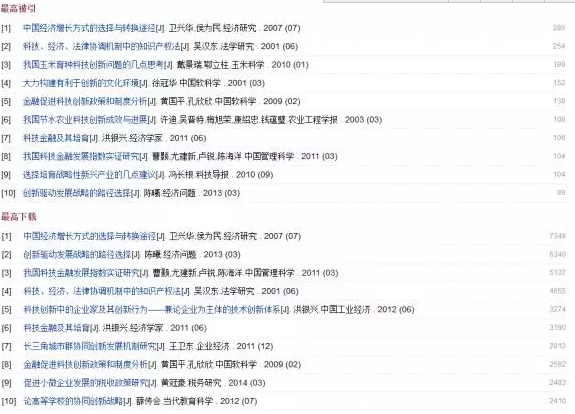 最高被引
[1] 中国经济增长方式的选择与转换途径[J]. 卫兴华.侯为民.经济研究 . 2007 (07) 285
[2] 科技、经济、法律协调机制中的知识产权法[J]. 吴汉东.法学研究 . 2001 (06) 254
[3] 我国玉米育种科技创新问题的几点思考[J]. 戴景瑞.鄂立柱.玉米科学 . 2010 (01) 199
[4] 大力构建有利于创新的文化环境[J]. 徐冠华.中国软科学 . 2001 (03) 152
[5] 金融促进科技创新政策和制度分析[J]. 黄国平.孔欣欣.中国软科学 . 2009 (02) 138
[6] 我国节水农业科技创新成效与进展[J]. 许迪.吴普特.梅旭荣.康绍忠.钱蕴璧.农业工程学报 . 2003 (03) 108
[7] 科技金融及其培育[J]. 洪银兴.经济学家 . 2011 (06) 106
[8] 我国科技金融发展指数实证研究[J]. 曹颢.尤建新.卢锐.陈海洋.中国管理科学 . 2011 (03) 104
[9] 选择培育战略性新兴产业的几点建议[J]. 冯长根.科技导报 . 2010 (09) 104
[10] 创新驱动发展战略的路径选择[J]. 陈曦.经济问题 . 2013 (03) 99
最高下载
[1] 中国经济增长方式的选择与转换途径[J]. 卫兴华.侯为民.经济研究 . 2007 (07) 7348
[2] 创新驱动发展战略的路径选择[J]. 陈曦.经济问题 . 2013 (03) 6340
[3] 我国科技金融发展指数实证研究[J]. 曹颢.尤建新.卢锐.陈海洋.中国管理科学 . 2011 (03) 5137
[4] 科技、经济、法律协调机制中的知识产权法[J]. 吴汉东.法学研究 . 2001 (06) 4655
[5] 科技创新中的企业家及其创新行为——兼论企业为主体的技术创新体系[J]. 洪银兴.中国工业经济 . 2012 (06) 3274
[6] 科技金融及其培育[J]. 洪银兴.经济学家 . 2011 (06) 3190
[7] 长三角城市群协同创新发展机制研究[J]. 王卫东.企业经济 . 2011 (12) 2912
[8] 金融促进科技创新政策和制度分析[J]. 黄国平.孔欣欣.中国软科学 . 2009 (02) 2582
[9] 促进小微企业发展的税收政策研究[J]. 黄冠豪.税务研究 . 2014 (03) 2483
[10] 论高等学校的协同创新战略[J]. 薛传会.当代教育科学 . 2012 (07) 2410